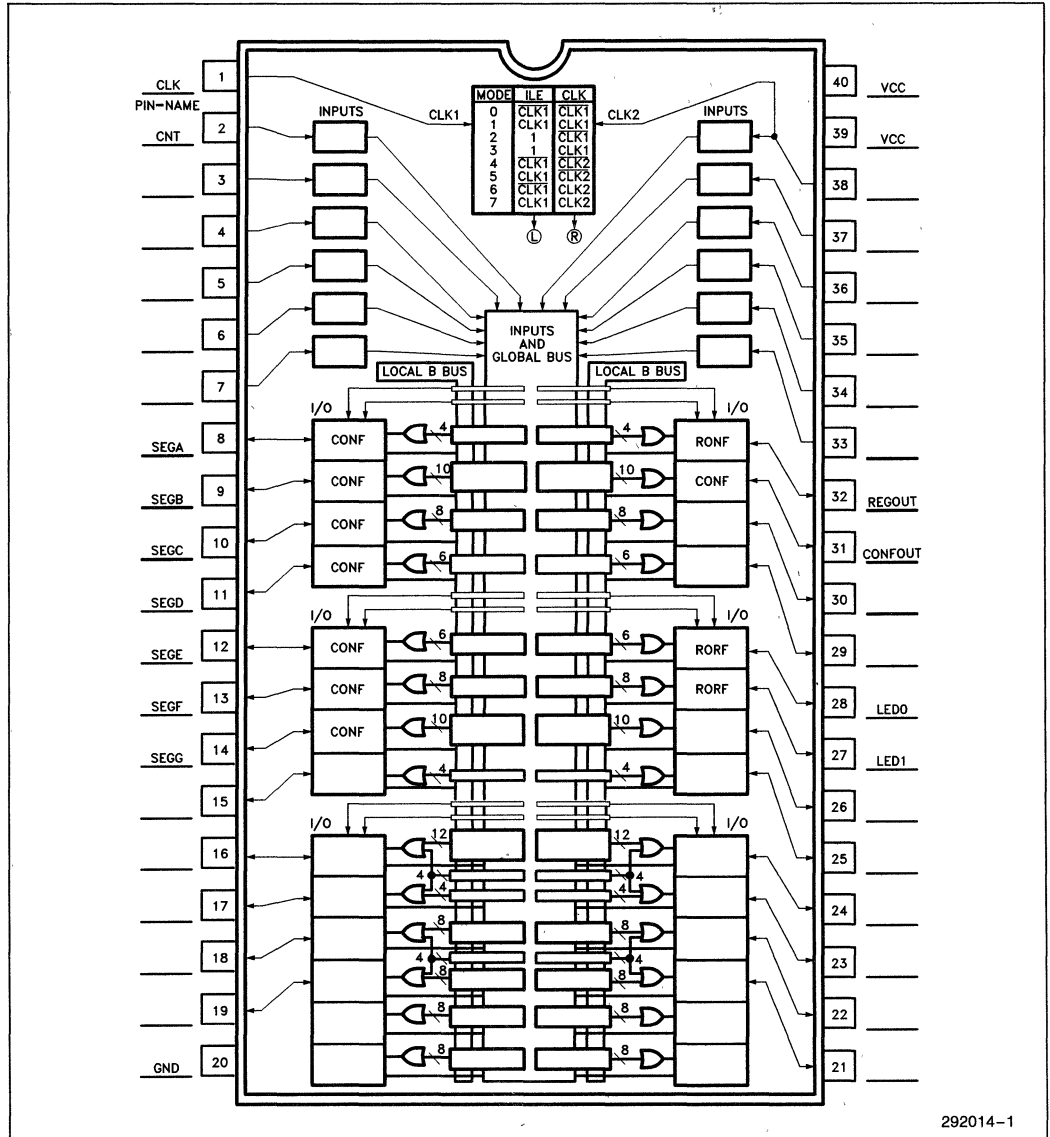 CLK 1
PIN-NAME
CNT 2
3
4
5
6
7
SEGA 8
SEGB 9
SEGC 10
SEGD 11
SEGE 12
SEGF 13
SEGG 14
15
16
17
18
19
GND 20
INPUTS
CLK1
MODE ILE CLK
0 CLK1 CLK1
1 CLK1 CLK1
2 1 CLK1
3 1 CLK1
4 CLK1 CLK2
5 CLK1 CLK2
6 CLK1 CLK2
7 CLK1 CLK2
L R
CLK2
INPUTS
INPUTS
AND
GLOBAL BUS
LOCAL B BUS
LOCAL B BUS
I/O
CONF 4
CONF 10
CONF 8
CONF 6
I/O
CONF 6
CONF 8
CONF 10
4
I/O
12
4
4
8
4
8
8
8
I/O
4 RONF
10 CONF
8
6
I/O
6 RORF
8 RORF
10
4
I/O
12
4
4
8
4
8
8
8
40 VCC
39 VCC
38
37
36
35
34
33
32 REGOUT
31 CONFOUT
30
29
28 LED0
27 LED1
26
25
24
23
22
21
292014-1